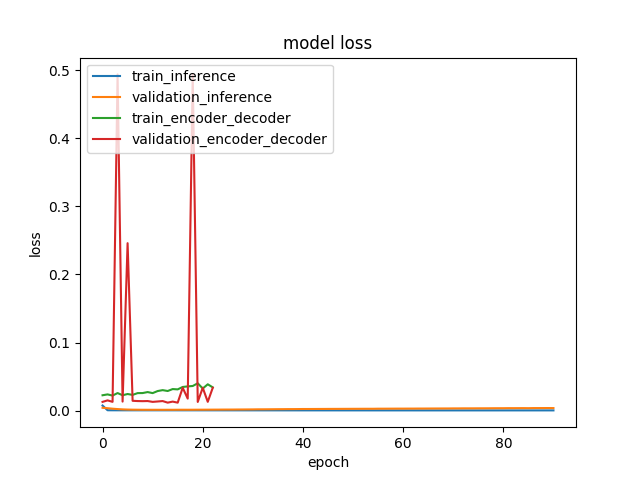 model loss
train_inference
validation_inference
train_encoder_decoder
validation_encoder_decoder
loss
0.5
0.4
0.3
0.2
0.1
0.0
0
20
40
60
80
epoch